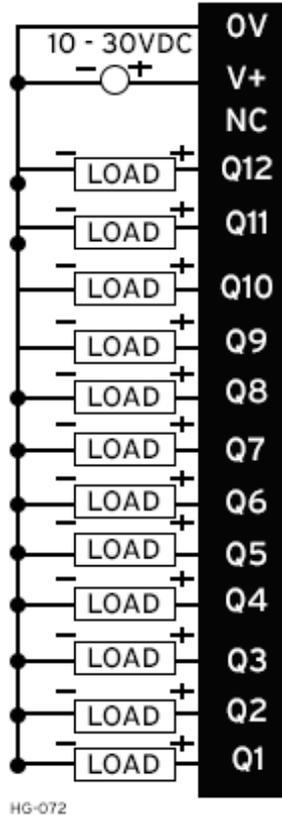 0V
10 - 30VDC
- + V+
NC
- LOAD + Q12
- LOAD + Q11
- LOAD + Q10
- LOAD + Q9
- LOAD + Q8
- LOAD + Q7
- LOAD + Q6
- LOAD + Q5
- LOAD + Q4
- LOAD + Q3
- LOAD + Q2
- LOAD + Q1
HG-072